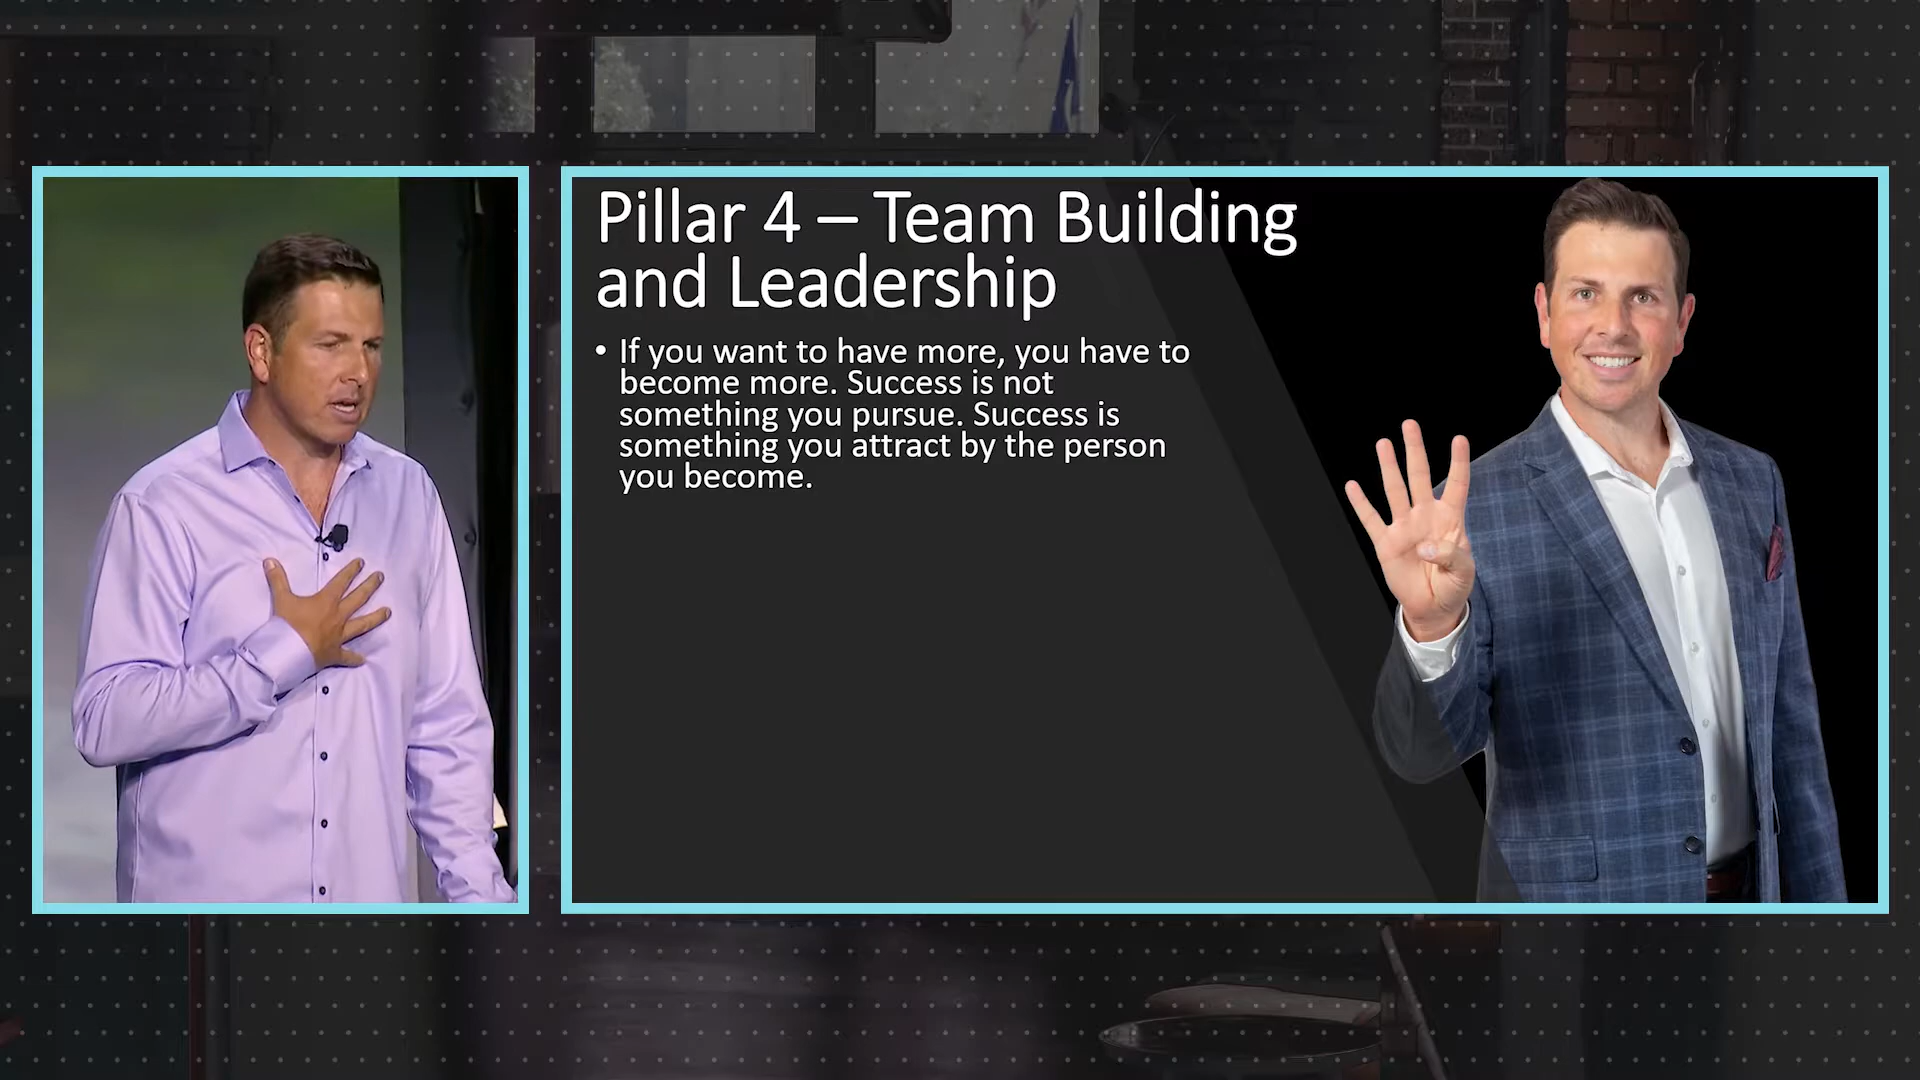 Pillar 4 – Team Building
and Leadership
• If you want to have more, you have to
become more. Success is not
something you pursue. Success is
something you attract by the person
you become.